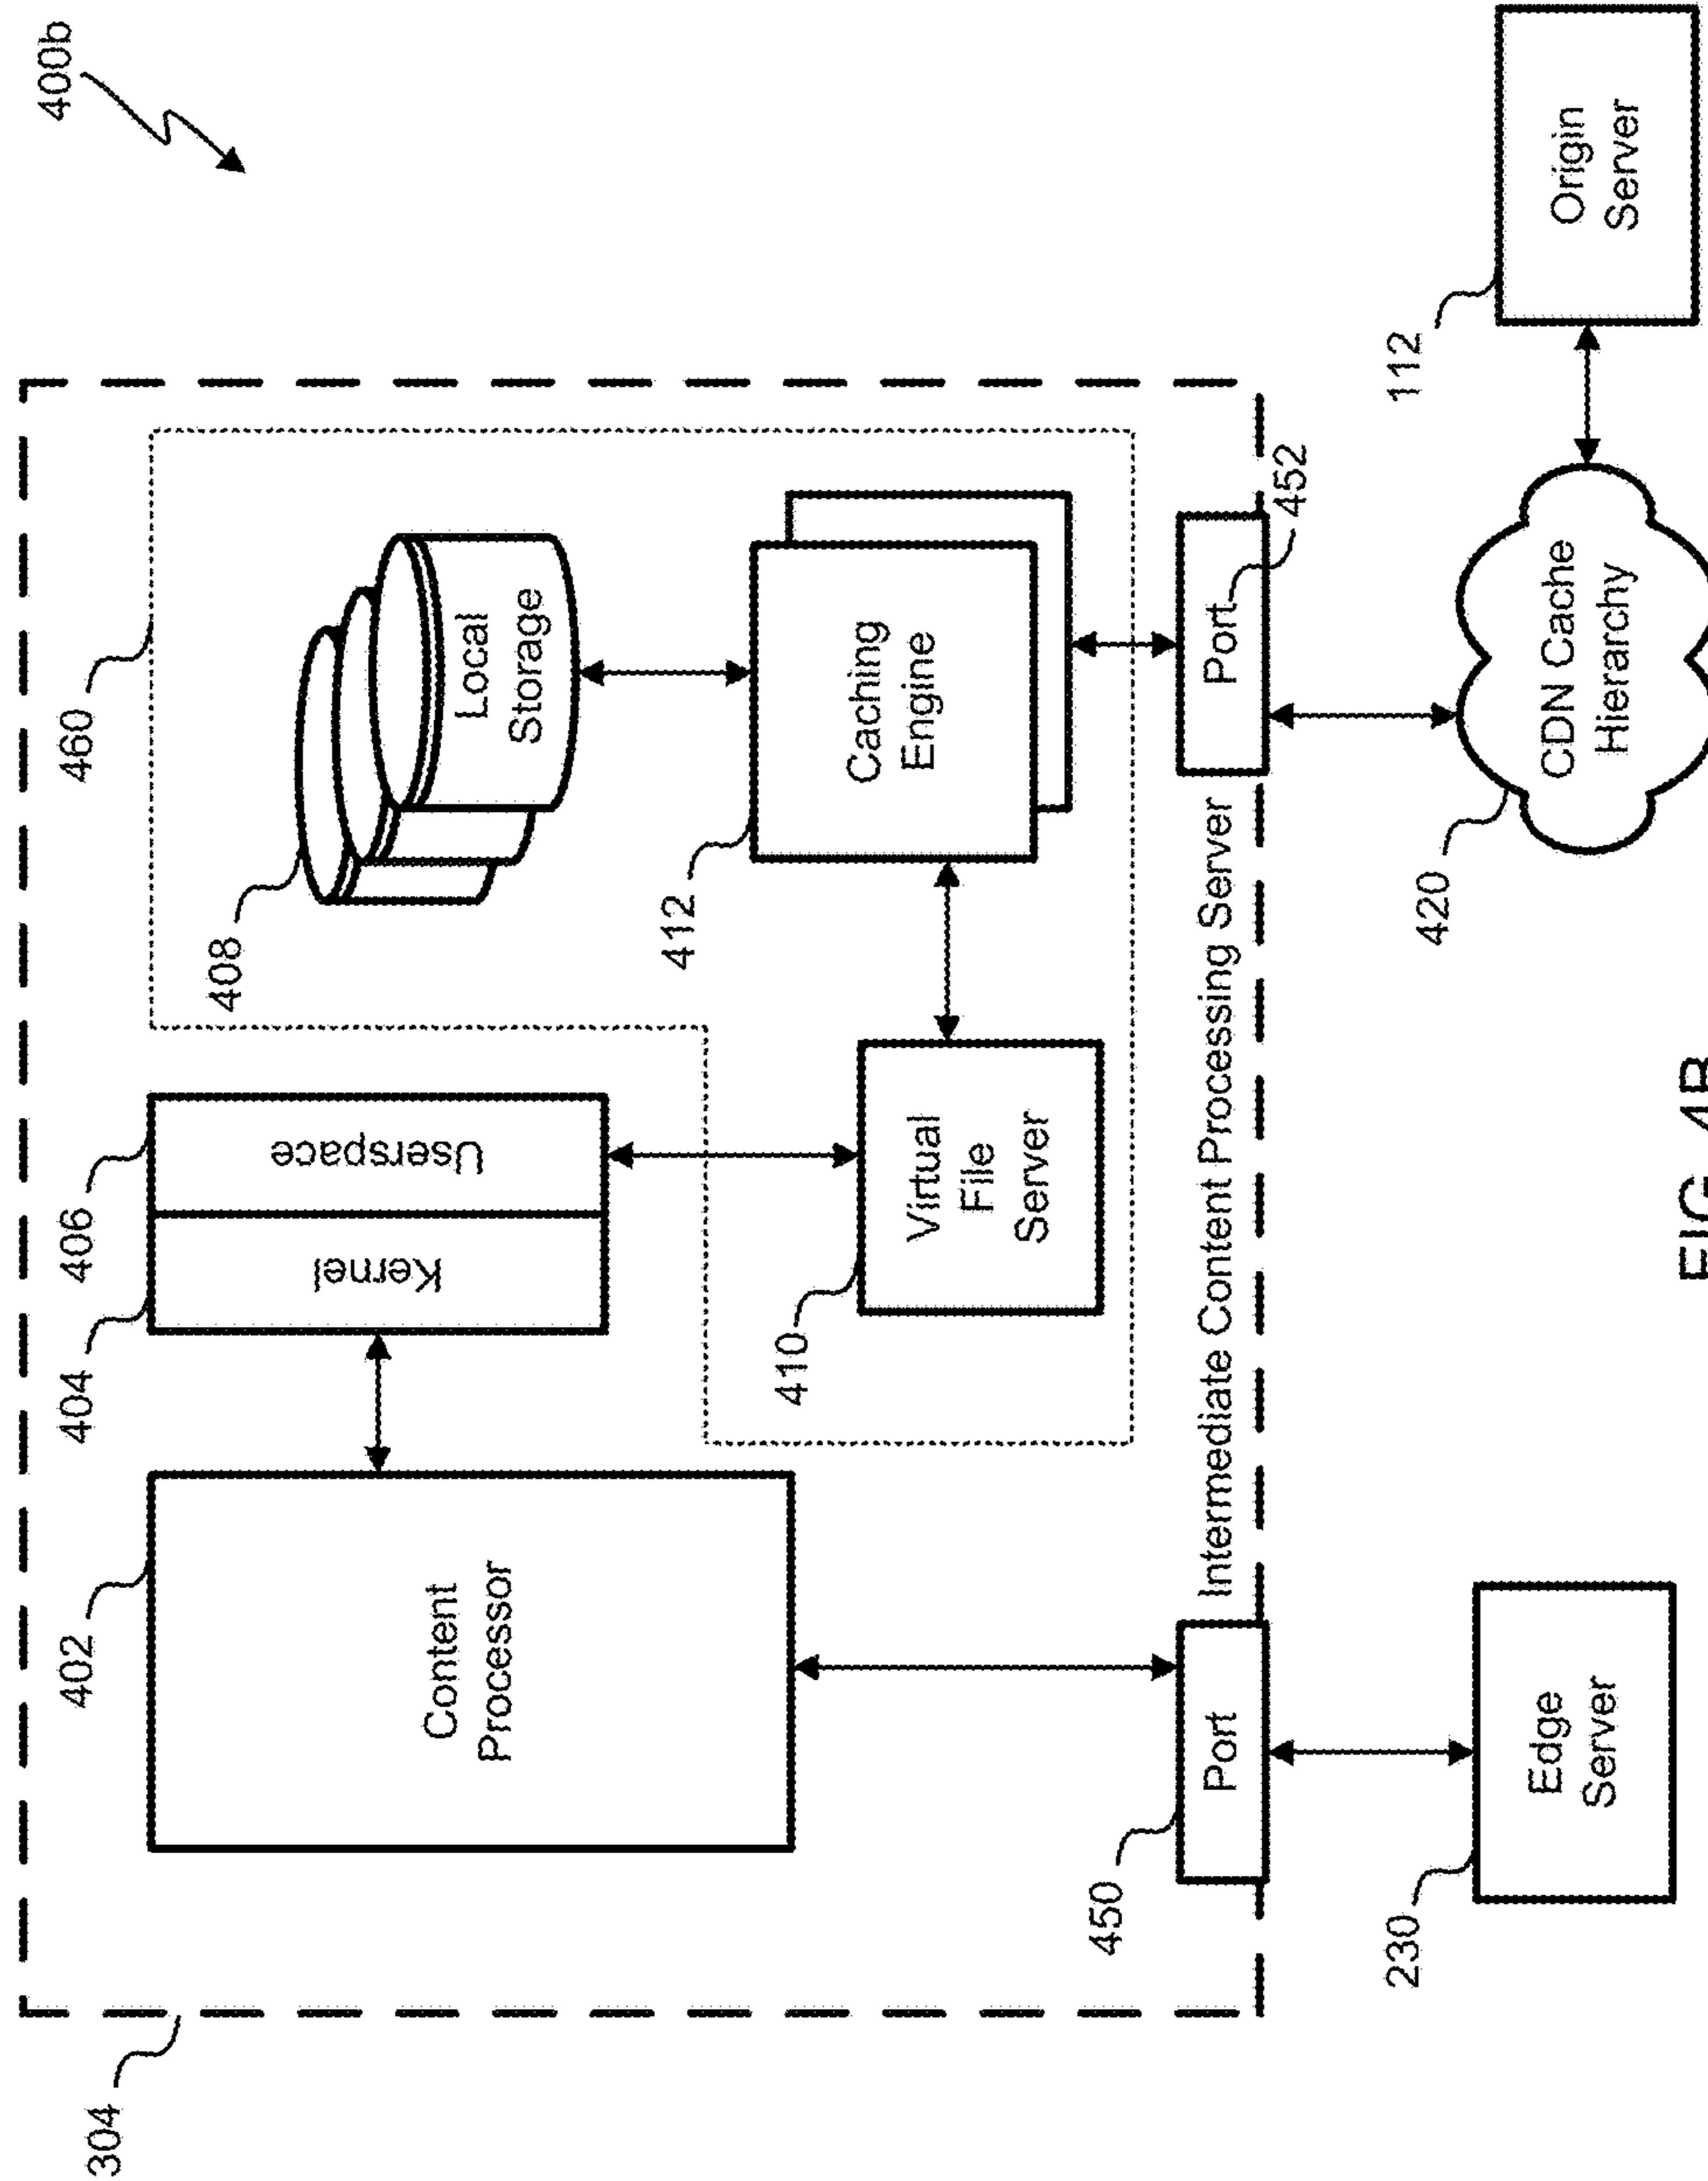 400b
304
402
404
406
460
Content
Processor
Kernel
Userspace
408
Local
Storage
412
Caching
Engine
410
Virtual
File
Server
450
Port
Intermediate Content Processing Server
Port
452
230
Edge
Server
420
CDN Cache
Hierarchy
112
Origin
Server
FIG. 4B